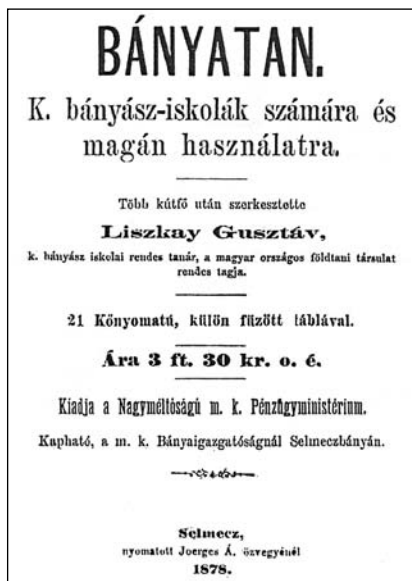 BÁNYATAN.
K. bányász-iskolák számára és
magán használatra.
Több kútfő után szerkesztette
Liszkay Gusztáv,
k. bányász iskolai rendes tanár, a magyar országos földtani társulat
rendes tagja.
21 Kőnyomatú, külön fűzött táblával.
Ára 3 ft. 30 kr. o. é.
Kiadja a Nagyméltóságú m. k. Pénzügyministérium.
Kapható, a m. k. Bányaigazgatóságnál Selmeczbányán.
Selmecz,
nyomatott Joerges Á. özvegyénél
1878.